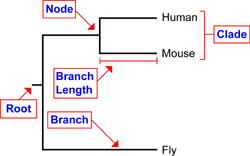 Node
Human
Clade
Mouse
Branch
Length
Root
Branch
Fly